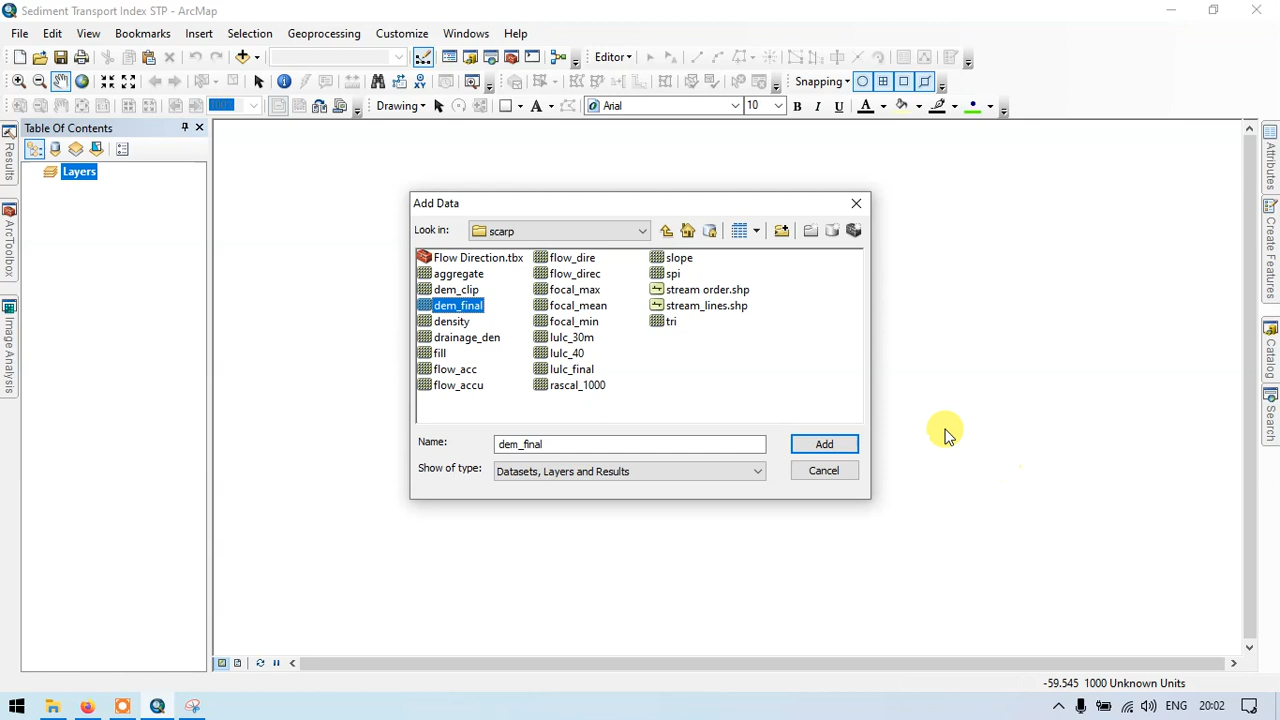 Sediment Transport Index STP - ArcMap
File Edit View Bookmarks Insert Selection Geoprocessing Customize Windows Help
Editor
Snapping
Drawing Arial 10
Table Of Contents
Layers
Results
ArcToolbox
Image Analysis
Attributes
Create Features
Catalog
Search
Add Data
Look in: scarp
Flow Direction.tbx flow_dire slope
aggregate flow_direc spi
dem_clip focal_max stream order.shp
dem_final focal_mean stream_lines.shp
density focal_min tri
drainage_den lulc_30m
fill lulc_40
flow_acc lulc_final
flow_accu rascal_1000
Name: dem_final Add
Show of type: Datasets, Layers and Results Cancel
-59.545 1000 Unknown Units
ENG 20:02